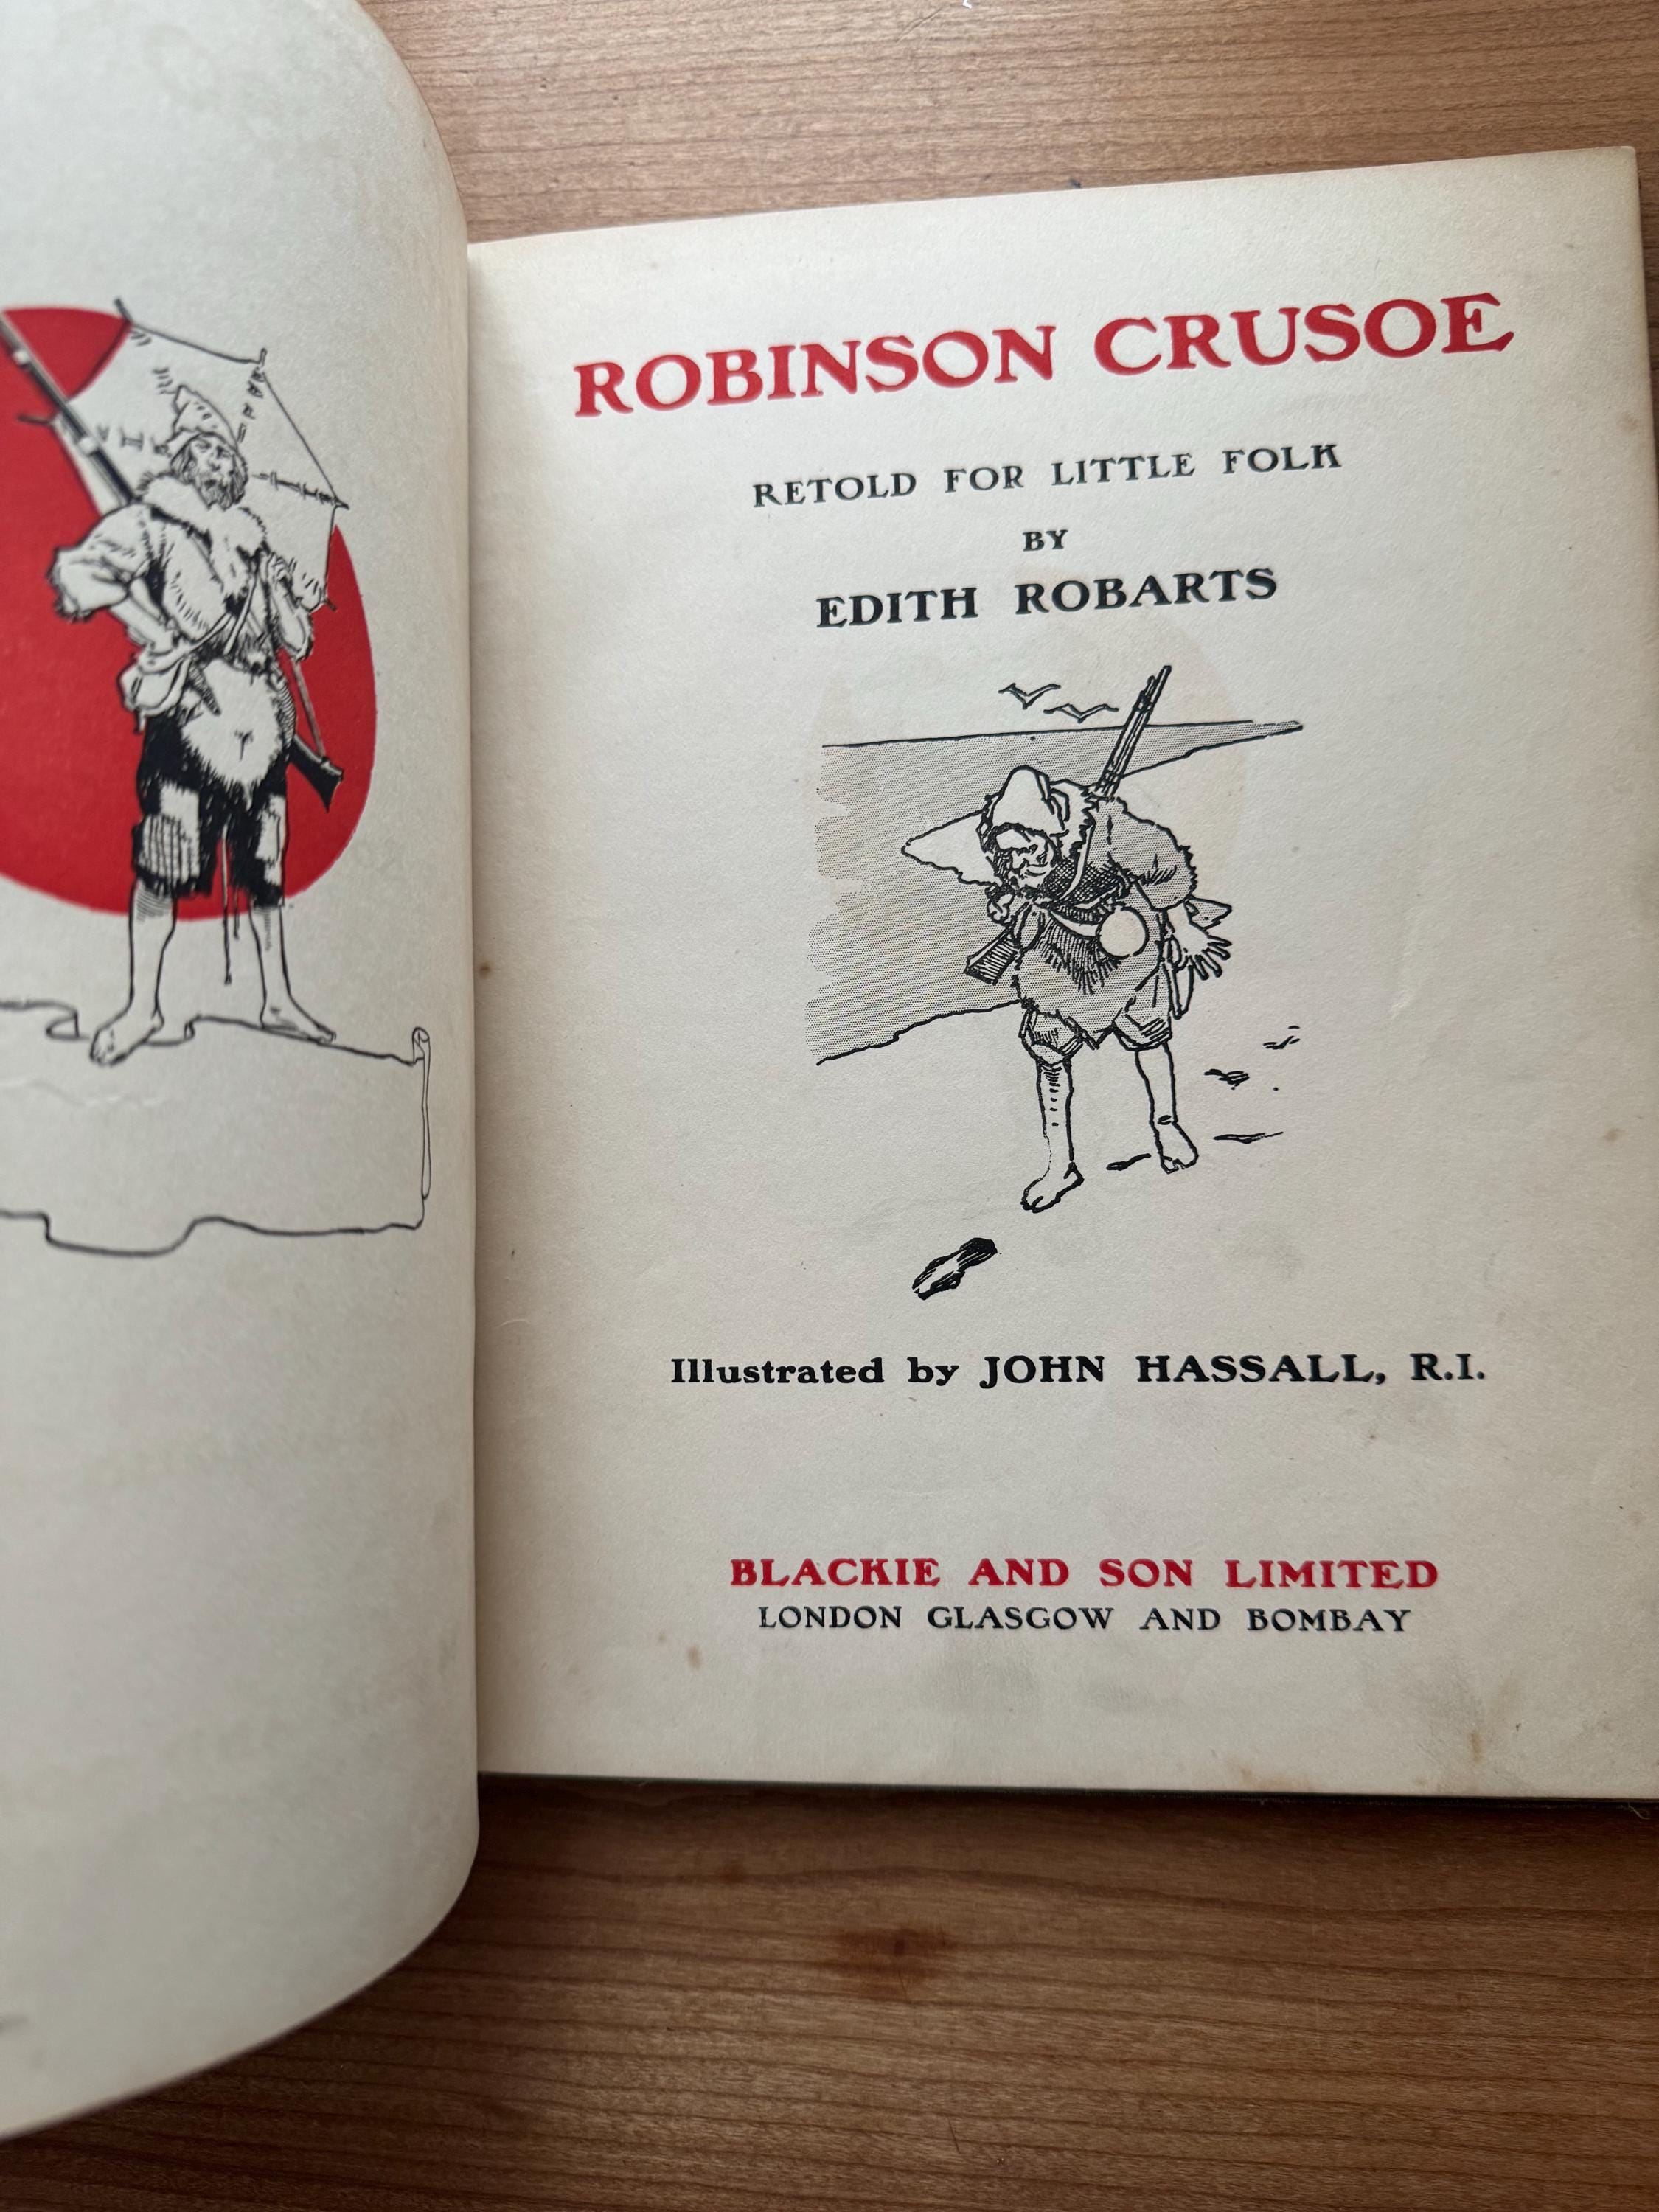 ROBINSON CRUSOE
RETOLD FOR LITTLE FOLK
BY
EDITH ROBARTS
Illustrated by JOHN HASSALL, R.I.
BLACKIE AND SON LIMITED
LONDON GLASGOW AND BOMBAY